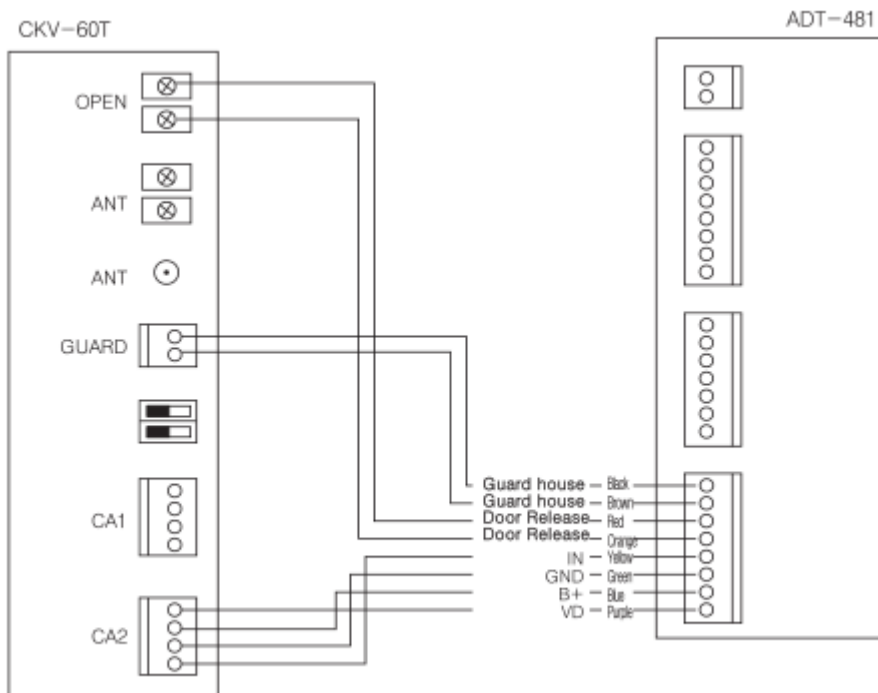 CKV-60T
ADT-481
OPEN
ANT
ANT
GUARD
CA1
CA2
Guard house - Black
Guard house - Brown
Door Release - Red
Door Release - Orange
IN - Yellow
GND - Green
B+ - Blue
VD - Purple